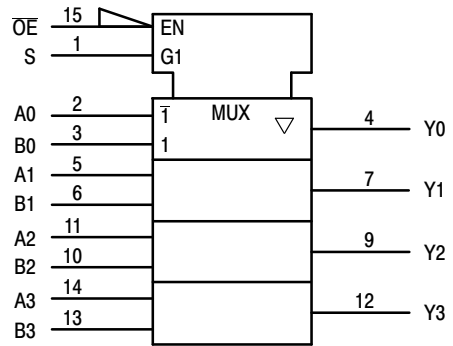 O̅E̅ 15 EN
S 1 G1
A0 2 1̅ MUX ▽ 4 Y0
B0 3 1
A1 5 7 Y1
B1 6
A2 11 9 Y2
B2 10
A3 14 12 Y3
B3 13